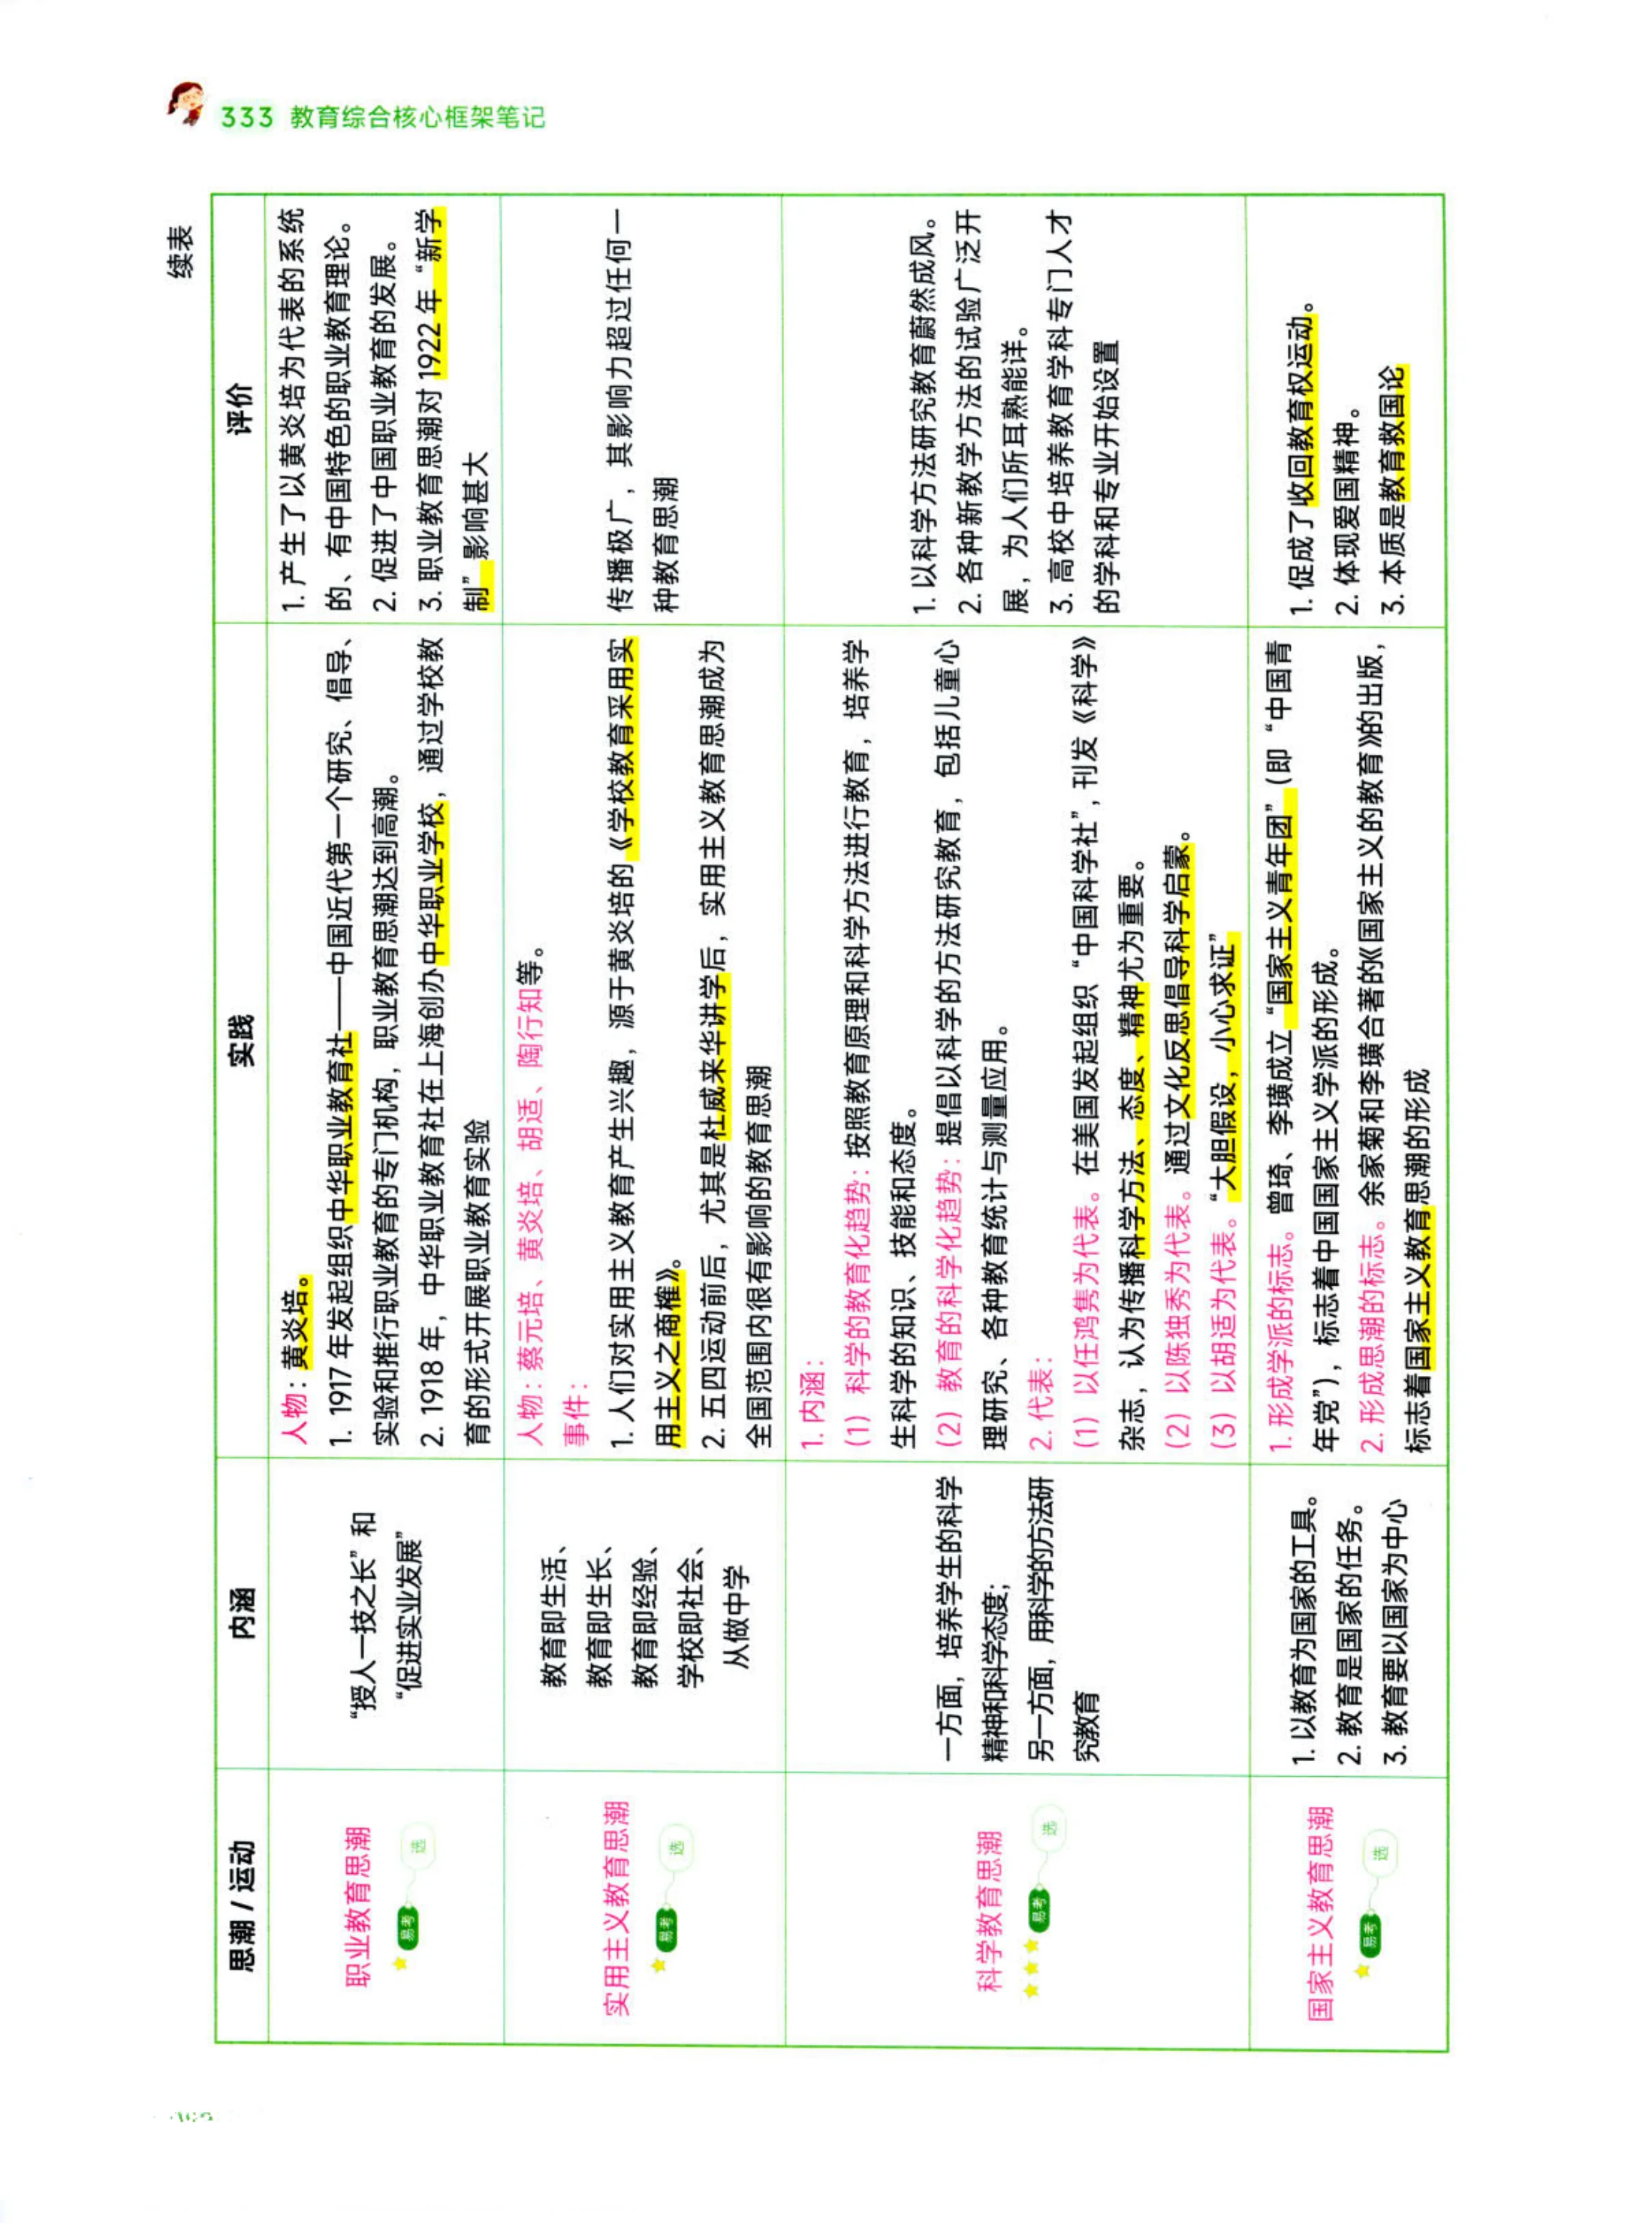 333 教育综合核心框架笔记
续表
思潮 / 运动
内涵
实践
评价
职业教育思潮
易考
选
“授人一技之长”和
“促进实业发展”
人物：黄炎培。
1. 1917 年发起组织中华职业教育社——中国近代第一个研究、倡导、
实验和推行职业教育的专门机构，职业教育思潮达到高潮。
2. 1918 年，中华职业教育社在上海创办中华职业学校，通过学校教
育的形式开展职业教育实验
1. 产生了以黄炎培为代表的系统
的、有中国特色的职业教育理论。
2. 促进了中国职业教育的发展。
3. 职业教育思潮对 1922 年 “新学
制” 影响甚大
实用主义教育思潮
易考
选
教育即生活、
教育即生长、
教育即经验、
学校即社会、
从做中学
人物：蔡元培、黄炎培、胡适、陶行知等。
事件：
1. 人们对实用主义教育产生兴趣，源于黄炎培的《学校教育采用实
用主义之商榷》。
2. 五四运动前后，尤其是杜威来华讲学后，实用主义教育思潮成为
全国范围内很有影响的教育思潮
传播极广，其影响力超过任何一
种教育思潮
科学教育思潮
易考
选
一方面，培养学生的科学
精神和科学态度；
另一方面，用科学的方法研
究教育
1. 内涵：
（1）科学的教育化趋势：按照教育原理和科学方法进行教育，培养学
生科学的知识、技能和态度。
（2）教育的科学化趋势：提倡以科学的方法研究教育，包括儿童心
理研究、各种教育统计与测量应用。
2. 代表：
（1）以任鸿隽为代表。在美国发起组织“中国科学社”，刊发《科学》
杂志，认为传播科学方法、态度、精神尤为重要。
（2）以陈独秀为代表。通过文化反思倡导科学启蒙。
（3）以胡适为代表。“大胆假设，小心求证”
1. 以科学方法研究教育蔚然成风。
2. 各种新教学方法的试验广泛开
展，为人们所耳熟能详。
3. 高校中培养教育学科专门人才
的学科和专业开始设置
国家主义教育思潮
易考
选
1. 以教育为国家的工具。
2. 教育是国家的任务。
3. 教育要以国家为中心
1. 形成学派的标志。曾琦、李璜成立“国家主义青年团”（即“中国青
年党”），标志着中国国家主义学派的形成。
2. 形成思潮的标志。余家菊和李璜合著的《国家主义的教育》的出版，
标志着国家主义教育思潮的形成
1. 促成了收回教育权运动。
2. 体现爱国精神。
3. 本质是教育救国论